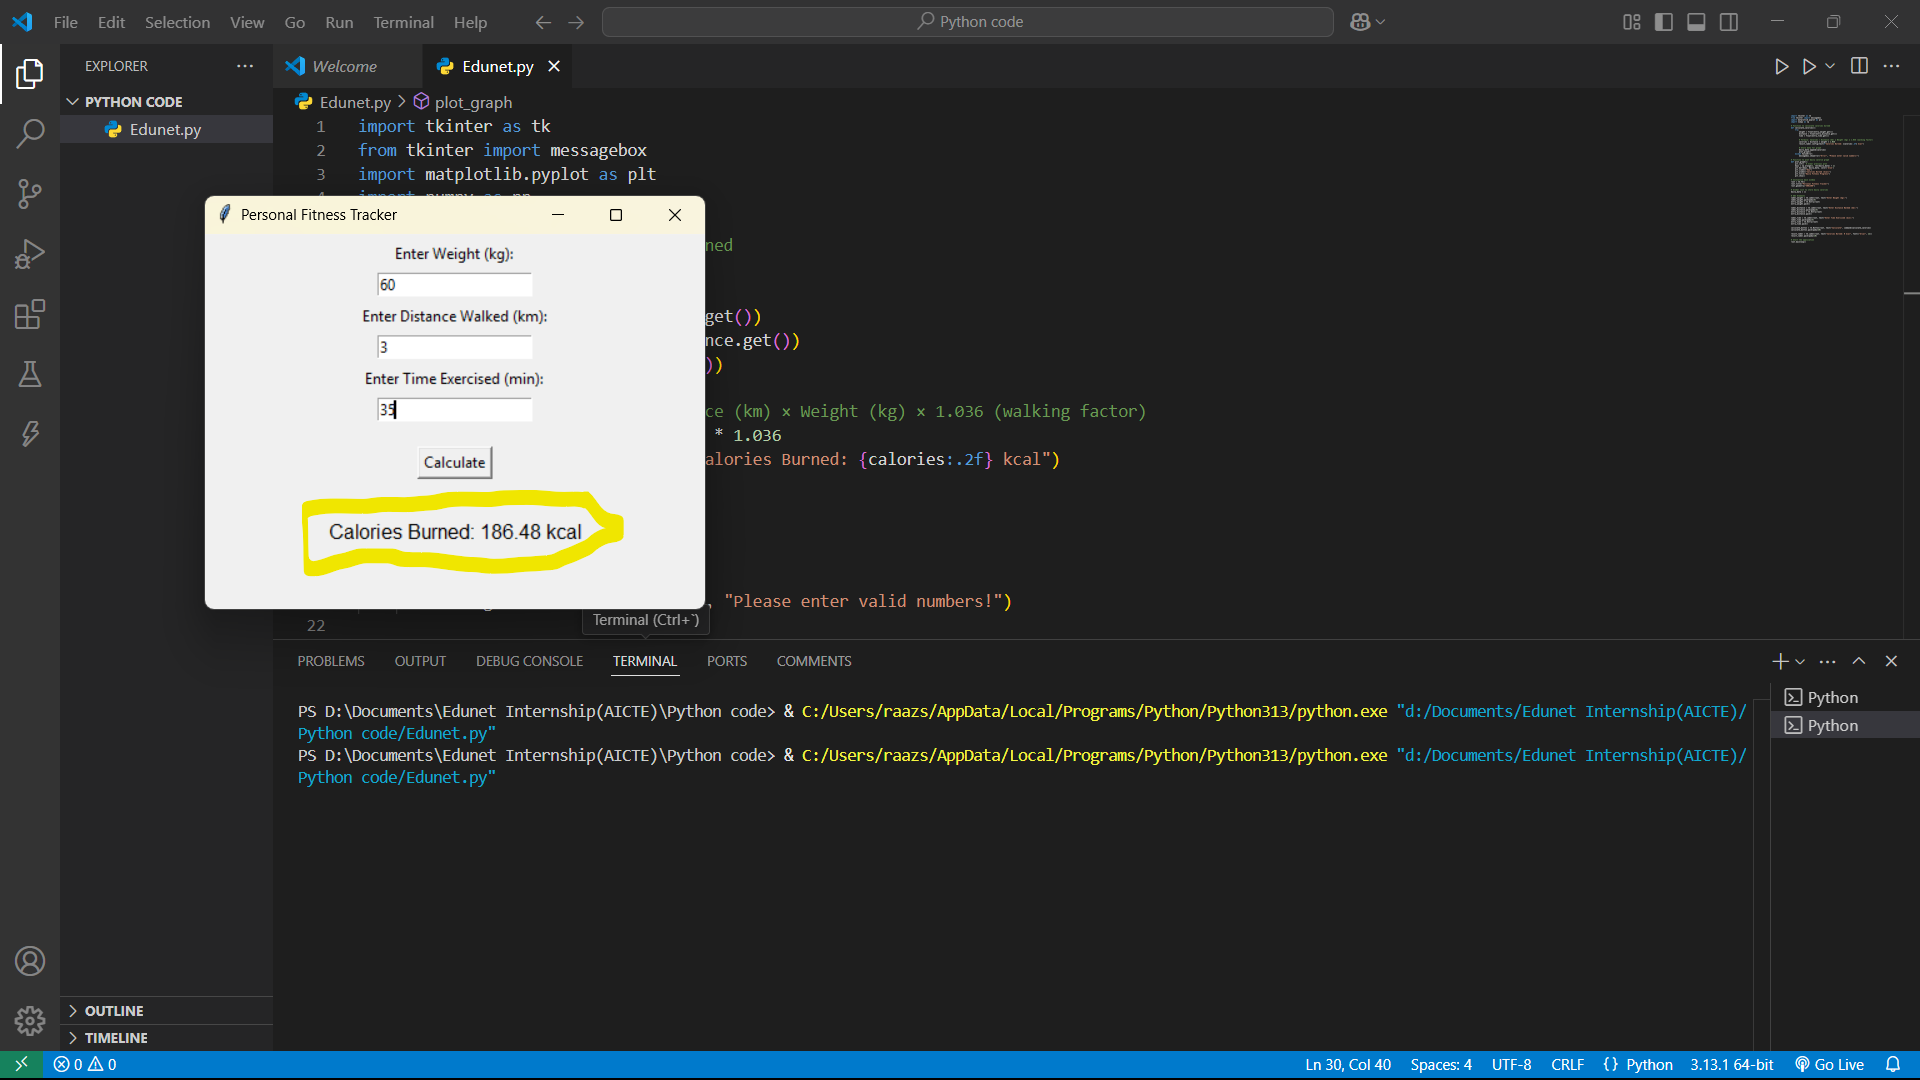 File Edit Selection View Go Run Terminal Help
Python code
EXPLORER
Welcome
Edunet.py
PYTHON CODE
Edunet.py
Edunet.py > plot_graph
1 import tkinter as tk
2 from tkinter import messagebox
3 import matplotlib.pyplot as plt
Personal Fitness Tracker
Enter Weight (kg):
60
Enter Distance Walked (km):
3
Enter Time Exercised (min):
35
Calculate
Calories Burned: 186.48 kcal
ned
get())
nce.get())
))
ce (km) × Weight (kg) × 1.036 (walking factor)
* 1.036
alories Burned: {calories:.2f} kcal")
, "Please enter valid numbers!")
22
Terminal (Ctrl+`)
PROBLEMS OUTPUT DEBUG CONSOLE TERMINAL PORTS COMMENTS
PS D:\Documents\Edunet Internship(AICTE)\Python code> & C:/Users/raazs/AppData/Local/Programs/Python/Python313/python.exe "d:/Documents/Edunet Internship(AICTE)/
Python code/Edunet.py"
PS D:\Documents\Edunet Internship(AICTE)\Python code> & C:/Users/raazs/AppData/Local/Programs/Python/Python313/python.exe "d:/Documents/Edunet Internship(AICTE)/
Python code/Edunet.py"
Python
Python
OUTLINE
TIMELINE
0 0
Ln 30, Col 40 Spaces: 4 UTF-8 CRLF {} Python 3.13.1 64-bit Go Live